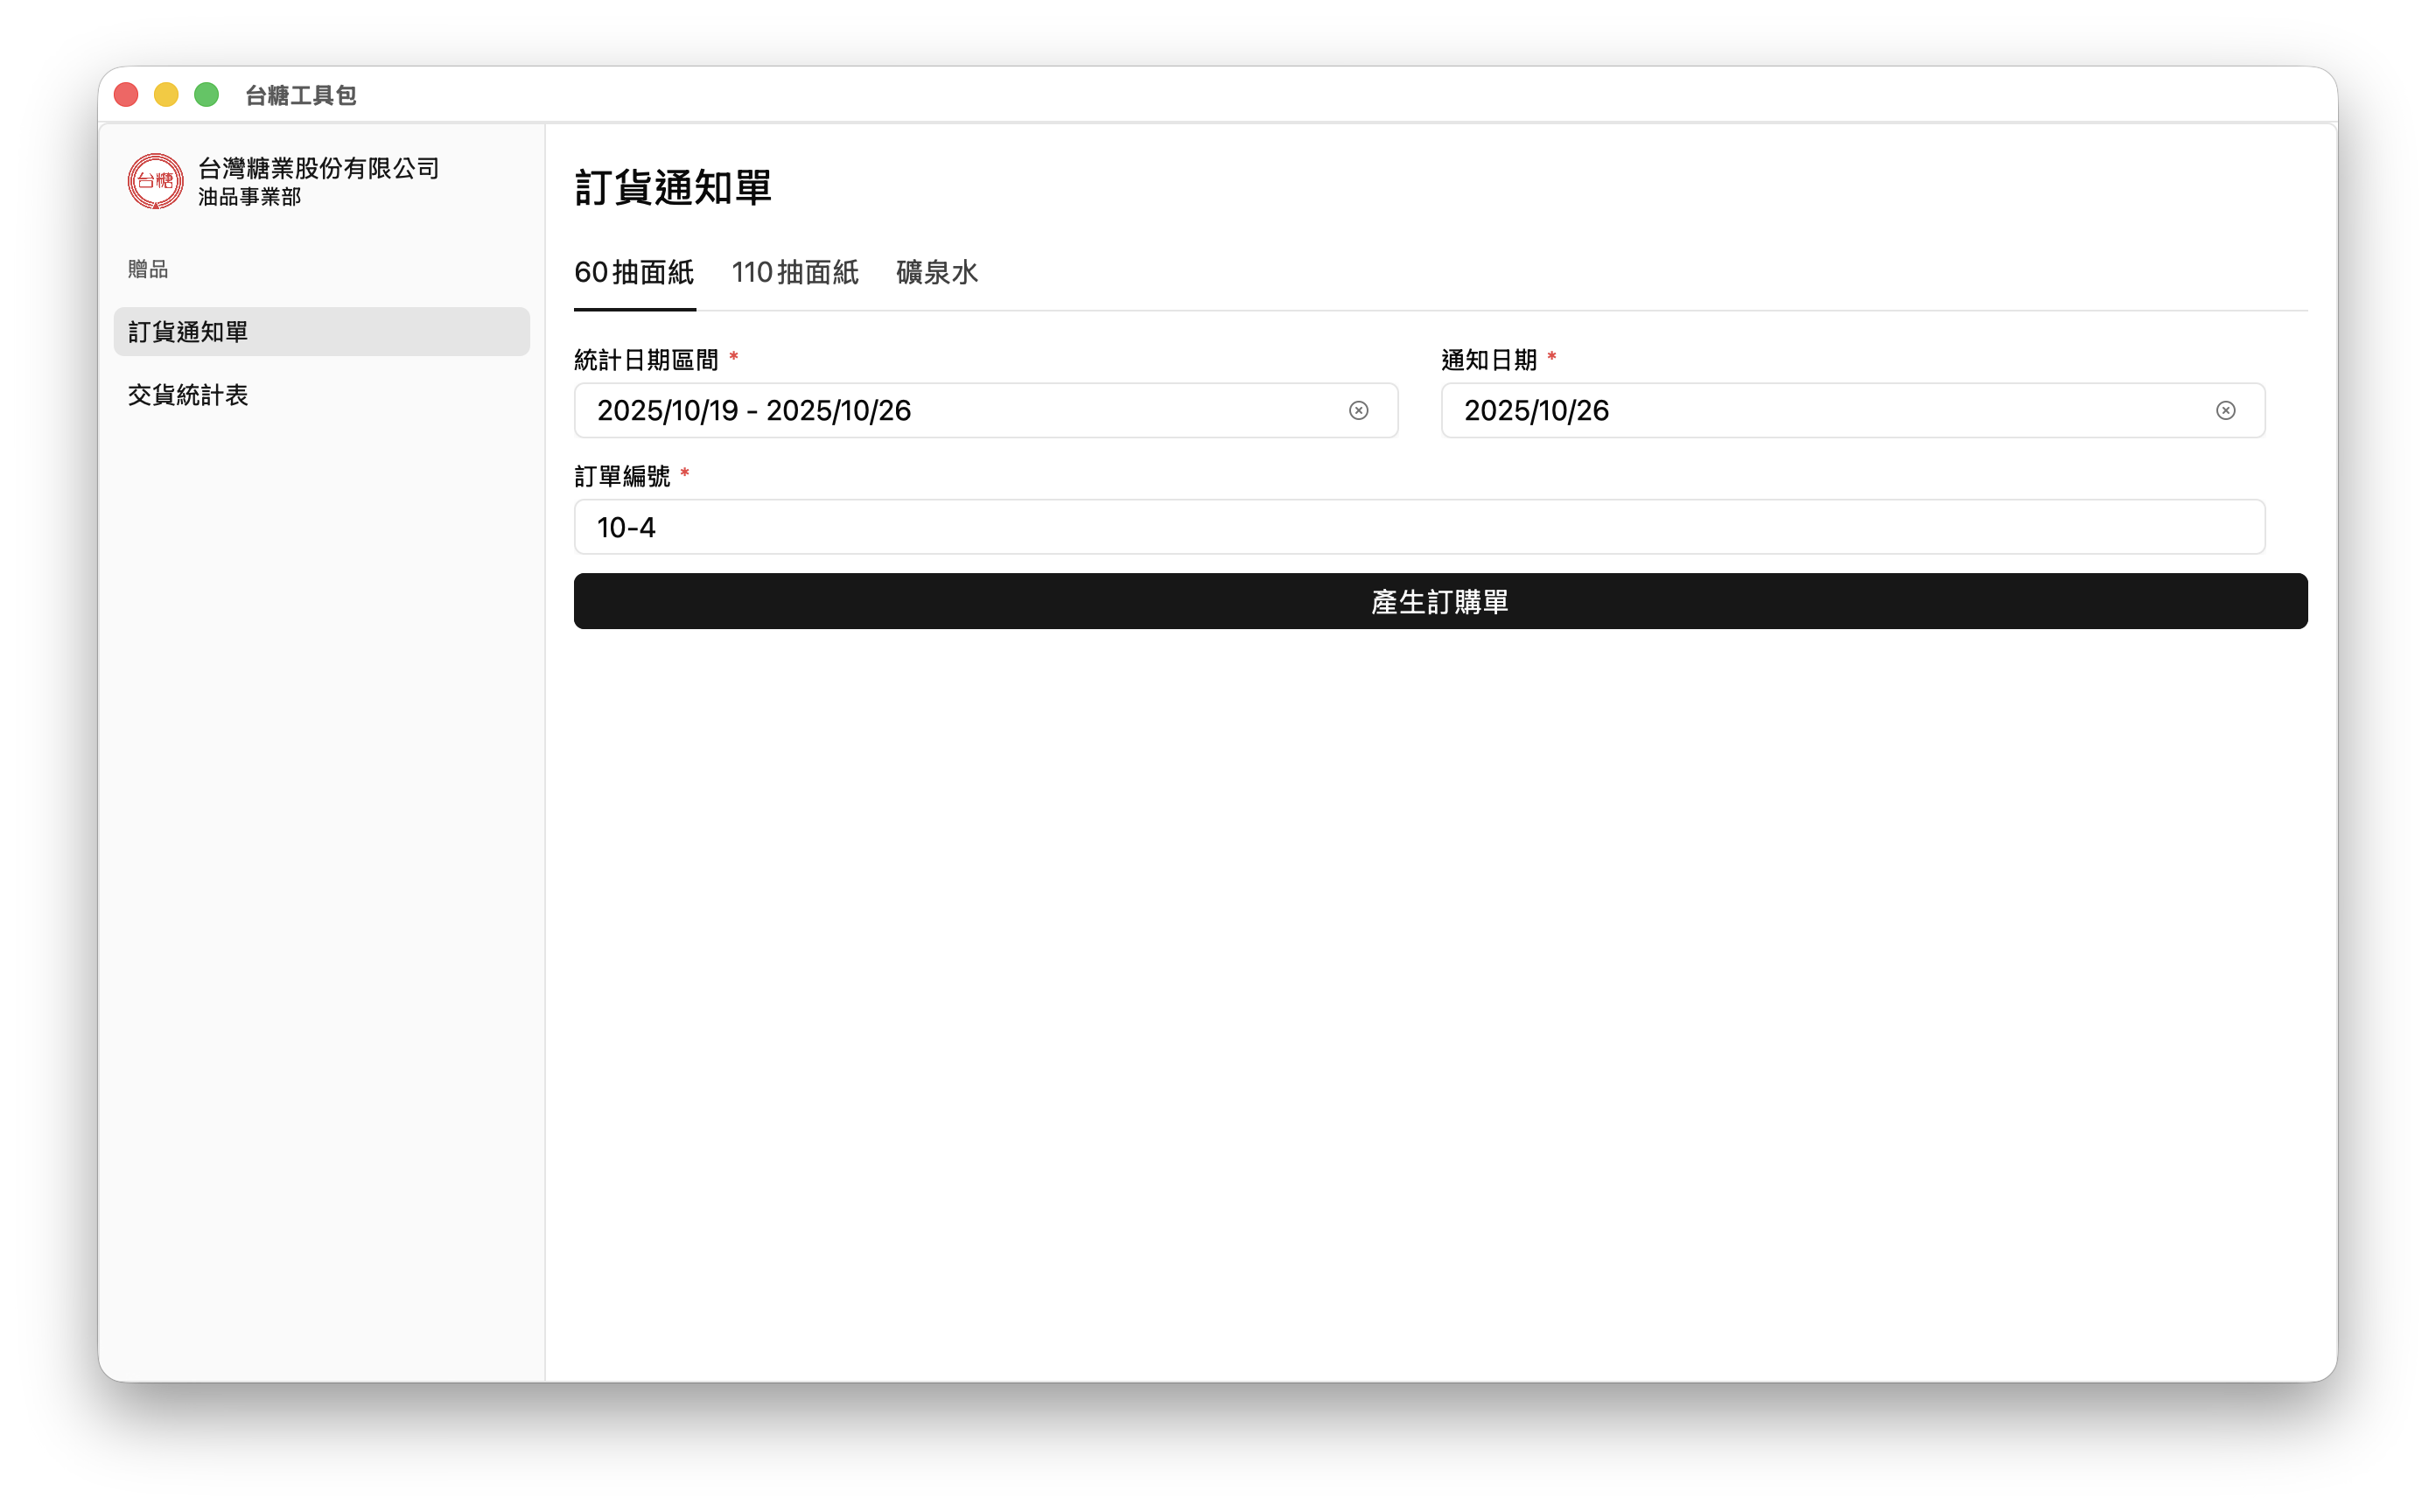 台糖工具包
台糖
台灣糖業股份有限公司
油品事業部
贈品
訂貨通知單
交貨統計表
訂貨通知單
60抽面紙
110抽面紙
礦泉水
統計日期區間 *
2025/10/19 - 2025/10/26
通知日期 *
2025/10/26
訂單編號 *
10-4
產生訂購單